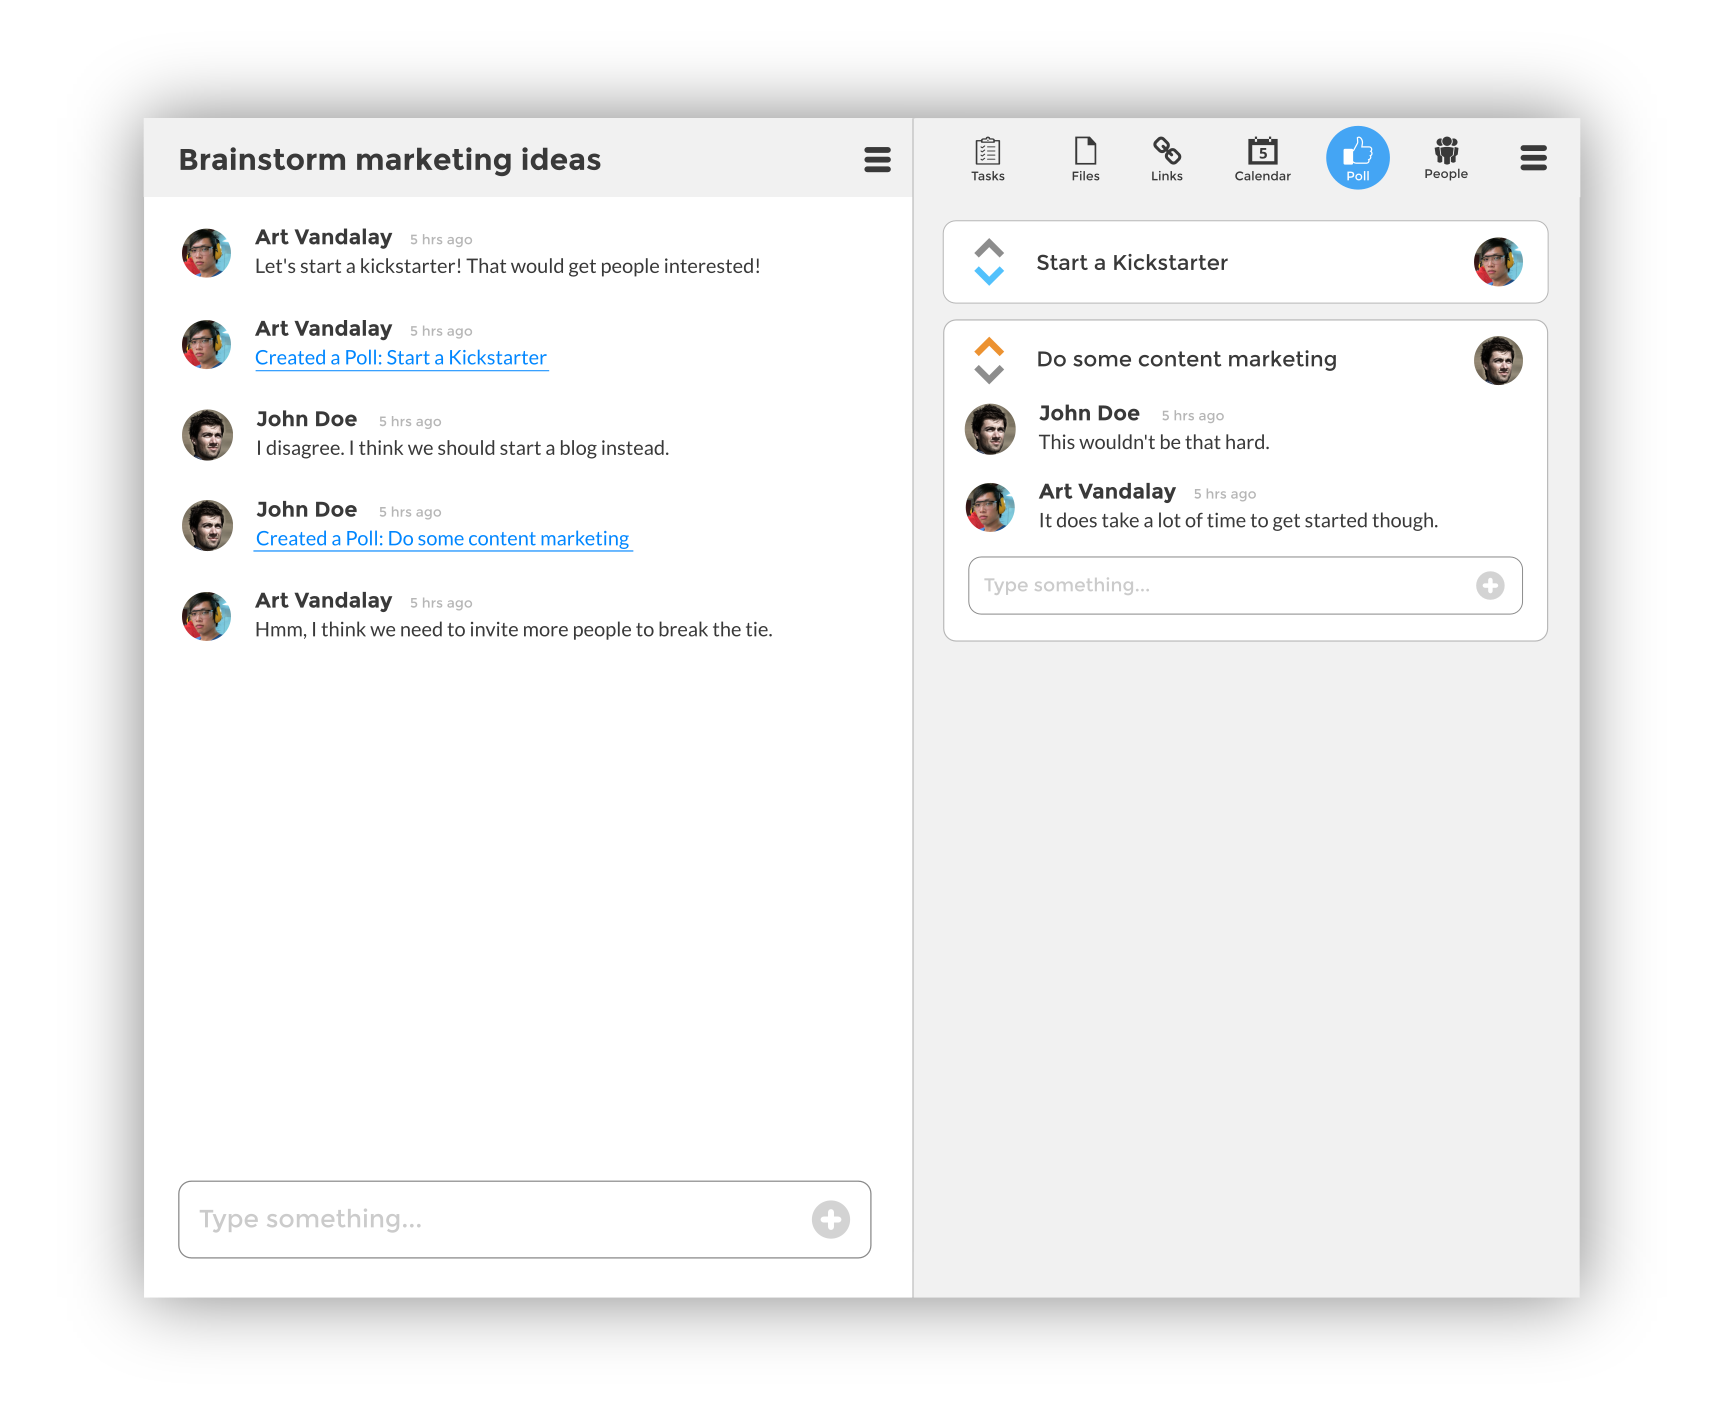 Brainstorm marketing ideas
Art Vandalay 5 hrs ago
Let's start a kickstarter! That would get people interested!
Art Vandalay 5 hrs ago
Created a Poll: Start a Kickstarter
John Doe 5 hrs ago
I disagree. I think we should start a blog instead.
John Doe 5 hrs ago
Created a Poll: Do some content marketing
Art Vandalay 5 hrs ago
Hmm, I think we need to invite more people to break the tie.
Type something...
5
Tasks Files Links Calendar Poll People
Start a Kickstarter
Do some content marketing
John Doe 5 hrs ago
This wouldn't be that hard.
Art Vandalay 5 hrs ago
It does take a lot of time to get started though.
Type something...